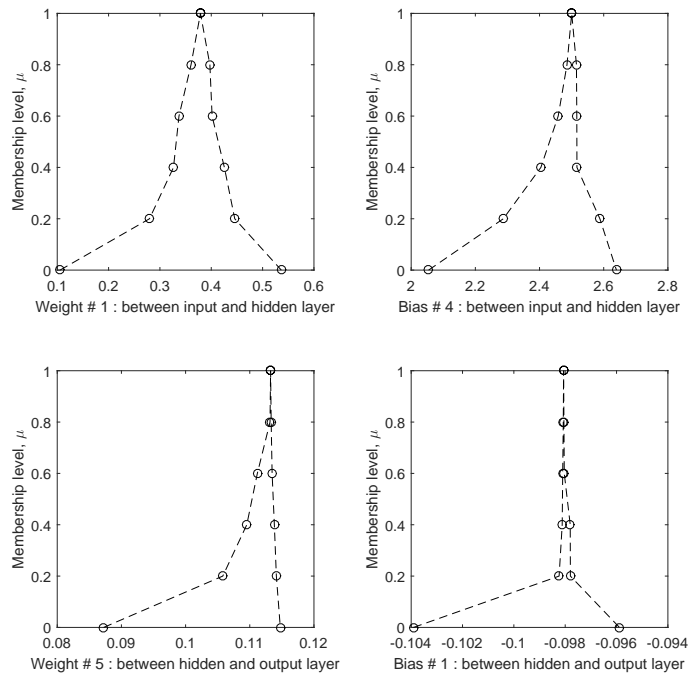 1
0.8
0.6
0.4
0.2
0
Membership level, μ
0.1 0.2 0.3 0.4 0.5 0.6
Weight # 1 : between input and hidden layer
1
0.8
0.6
0.4
0.2
0
Membership level, μ
2 2.2 2.4 2.6 2.8
Bias # 4 : between input and hidden layer
1
0.8
0.6
0.4
0.2
0
Membership level, μ
0.08 0.09 0.1 0.11 0.12
Weight # 5 : between hidden and output layer
1
0.8
0.6
0.4
0.2
0
Membership level, μ
-0.104 -0.102 -0.1 -0.098 -0.096 -0.094
Bias # 1 : between hidden and output layer